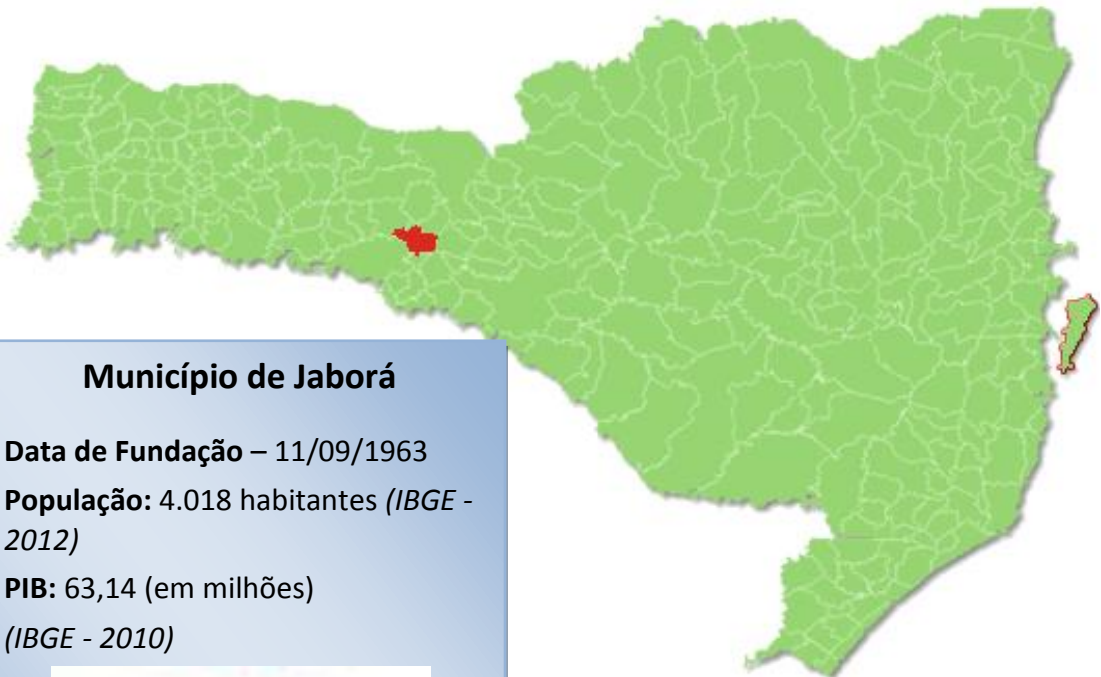 Município de Jaborá
Data de Fundação – 11/09/1963
População: 4.018 habitantes (IBGE -
2012)
PIB: 63,14 (em milhões)
(IBGE - 2010)